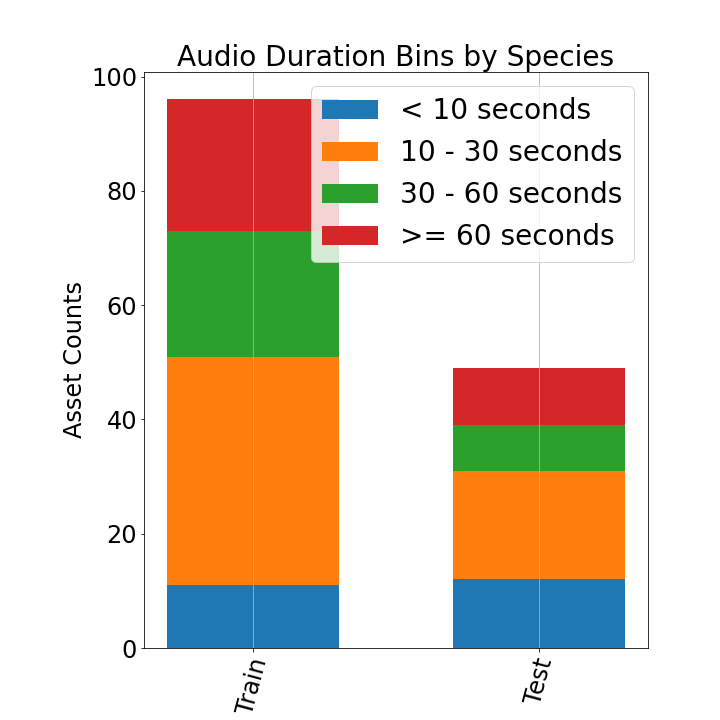 Audio Duration Bins by Species
100
80
60
40
20
0
Asset Counts
< 10 seconds
10 - 30 seconds
30 - 60 seconds
>= 60 seconds
Train
Test